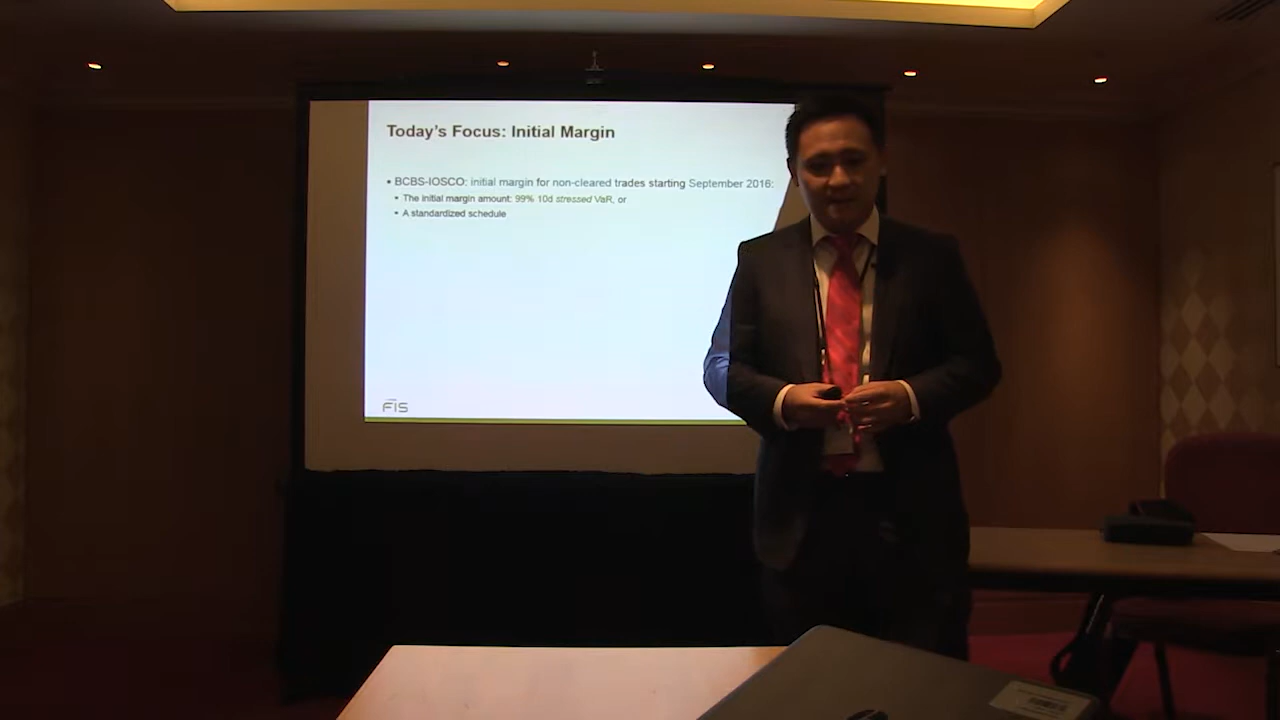 Today's Focus: Initial Margin
• BCBS-IOSCO: initial margin for non-cleared trades starting September 2016:
• The initial margin amount: 99% 10d stressed VaR, or
• A standardized schedule
FIS